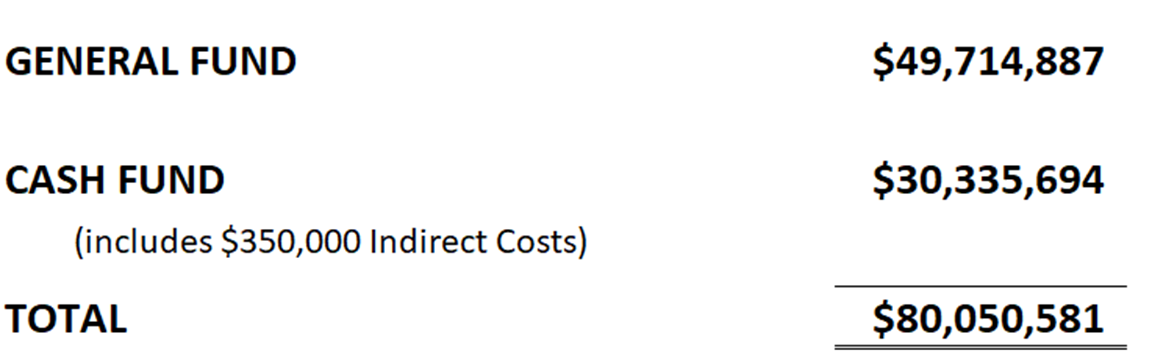 GENERAL FUND $49,714,887
CASH FUND $30,335,694
(includes $350,000 Indirect Costs)
TOTAL $80,050,581